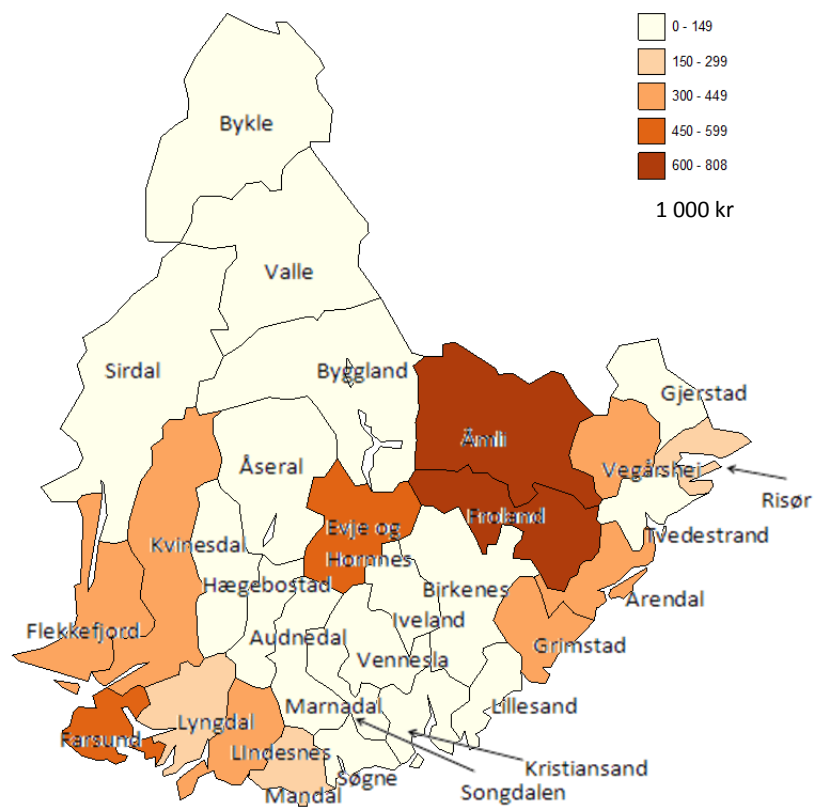 0 - 149
150 - 299
300 - 449
450 - 599
600 - 808
1 000 kr
Bykle
Valle
Sirdal
Byggland
Gjerstad
Åmli
Åseral
Vegårshei
Risør
Froland
Evje og
Hornnes
Tvedestrand
Kvinesdal
Hægebostad
Birkenes
Arendal
Iveland
Flekkefjord
Audnedal
Grimstad
Vennesla
Lyngdal
Marnadal
Lillesand
Farsund
Lindesnes
Kristiansand
Søgne
Songdalen
Mandal